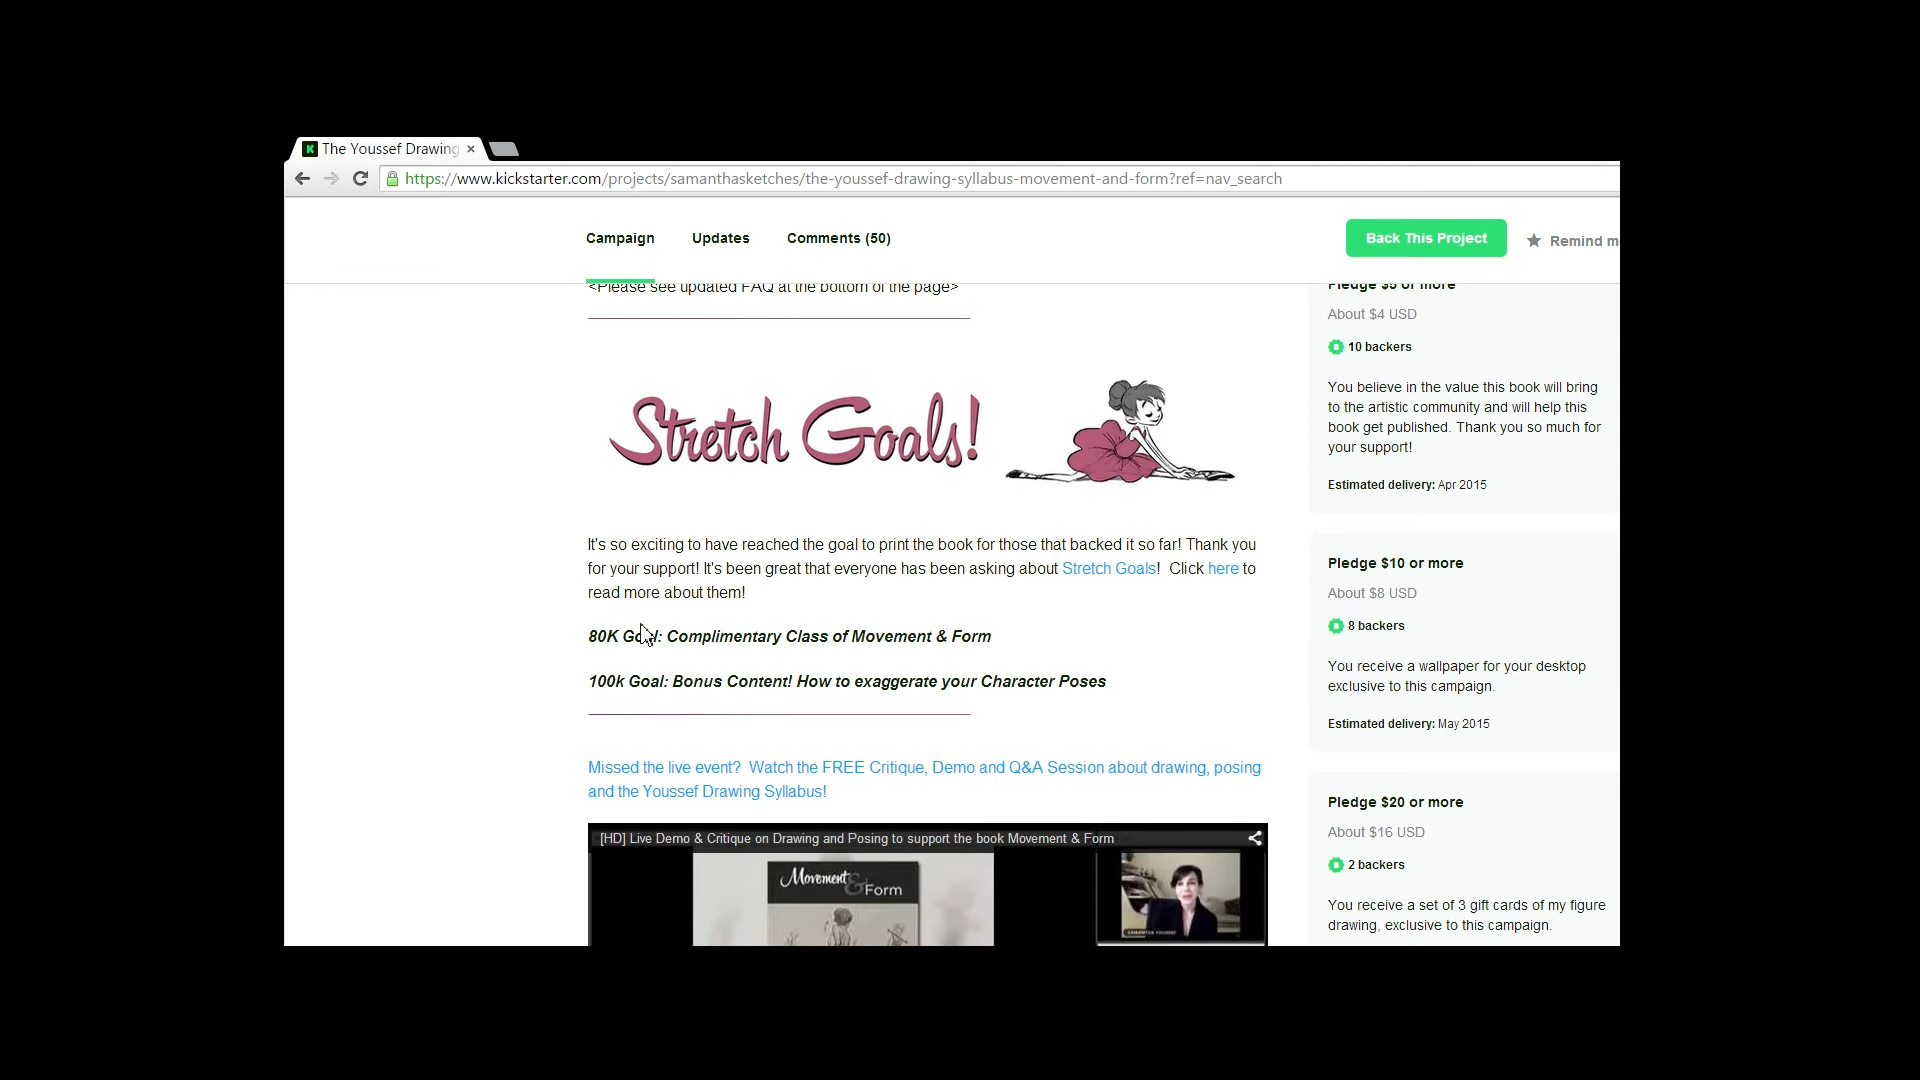 The Youssef Drawing
https://www.kickstarter.com/projects/samanthasketches/the-youssef-drawing-syllabus-movement-and-form?ref=nav_search
Campaign
Updates
Comments (50)
Back This Project
Remind m
<Please see updated FAQ at the bottom of the page>
Stretch Goals!
It's so exciting to have reached the goal to print the book for those that backed it so far! Thank you
for your support! It's been great that everyone has been asking about Stretch Goals! Click here to
read more about them!
80K Goal: Complimentary Class of Movement & Form
100k Goal: Bonus Content! How to exaggerate your Character Poses
Missed the live event? Watch the FREE Critique, Demo and Q&A Session about drawing, posing
and the Youssef Drawing Syllabus!
[HD] Live Demo & Critique on Drawing and Posing to support the book Movement & Form
Movement & Form
SAMANTHA YOUSSEF
Pledge $5 or more
About $4 USD
10 backers
You believe in the value this book will bring
to the artistic community and will help this
book get published. Thank you so much for
your support!
Estimated delivery: Apr 2015
Pledge $10 or more
About $8 USD
8 backers
You receive a wallpaper for your desktop
exclusive to this campaign.
Estimated delivery: May 2015
Pledge $20 or more
About $16 USD
2 backers
You receive a set of 3 gift cards of my figure
drawing, exclusive to this campaign.